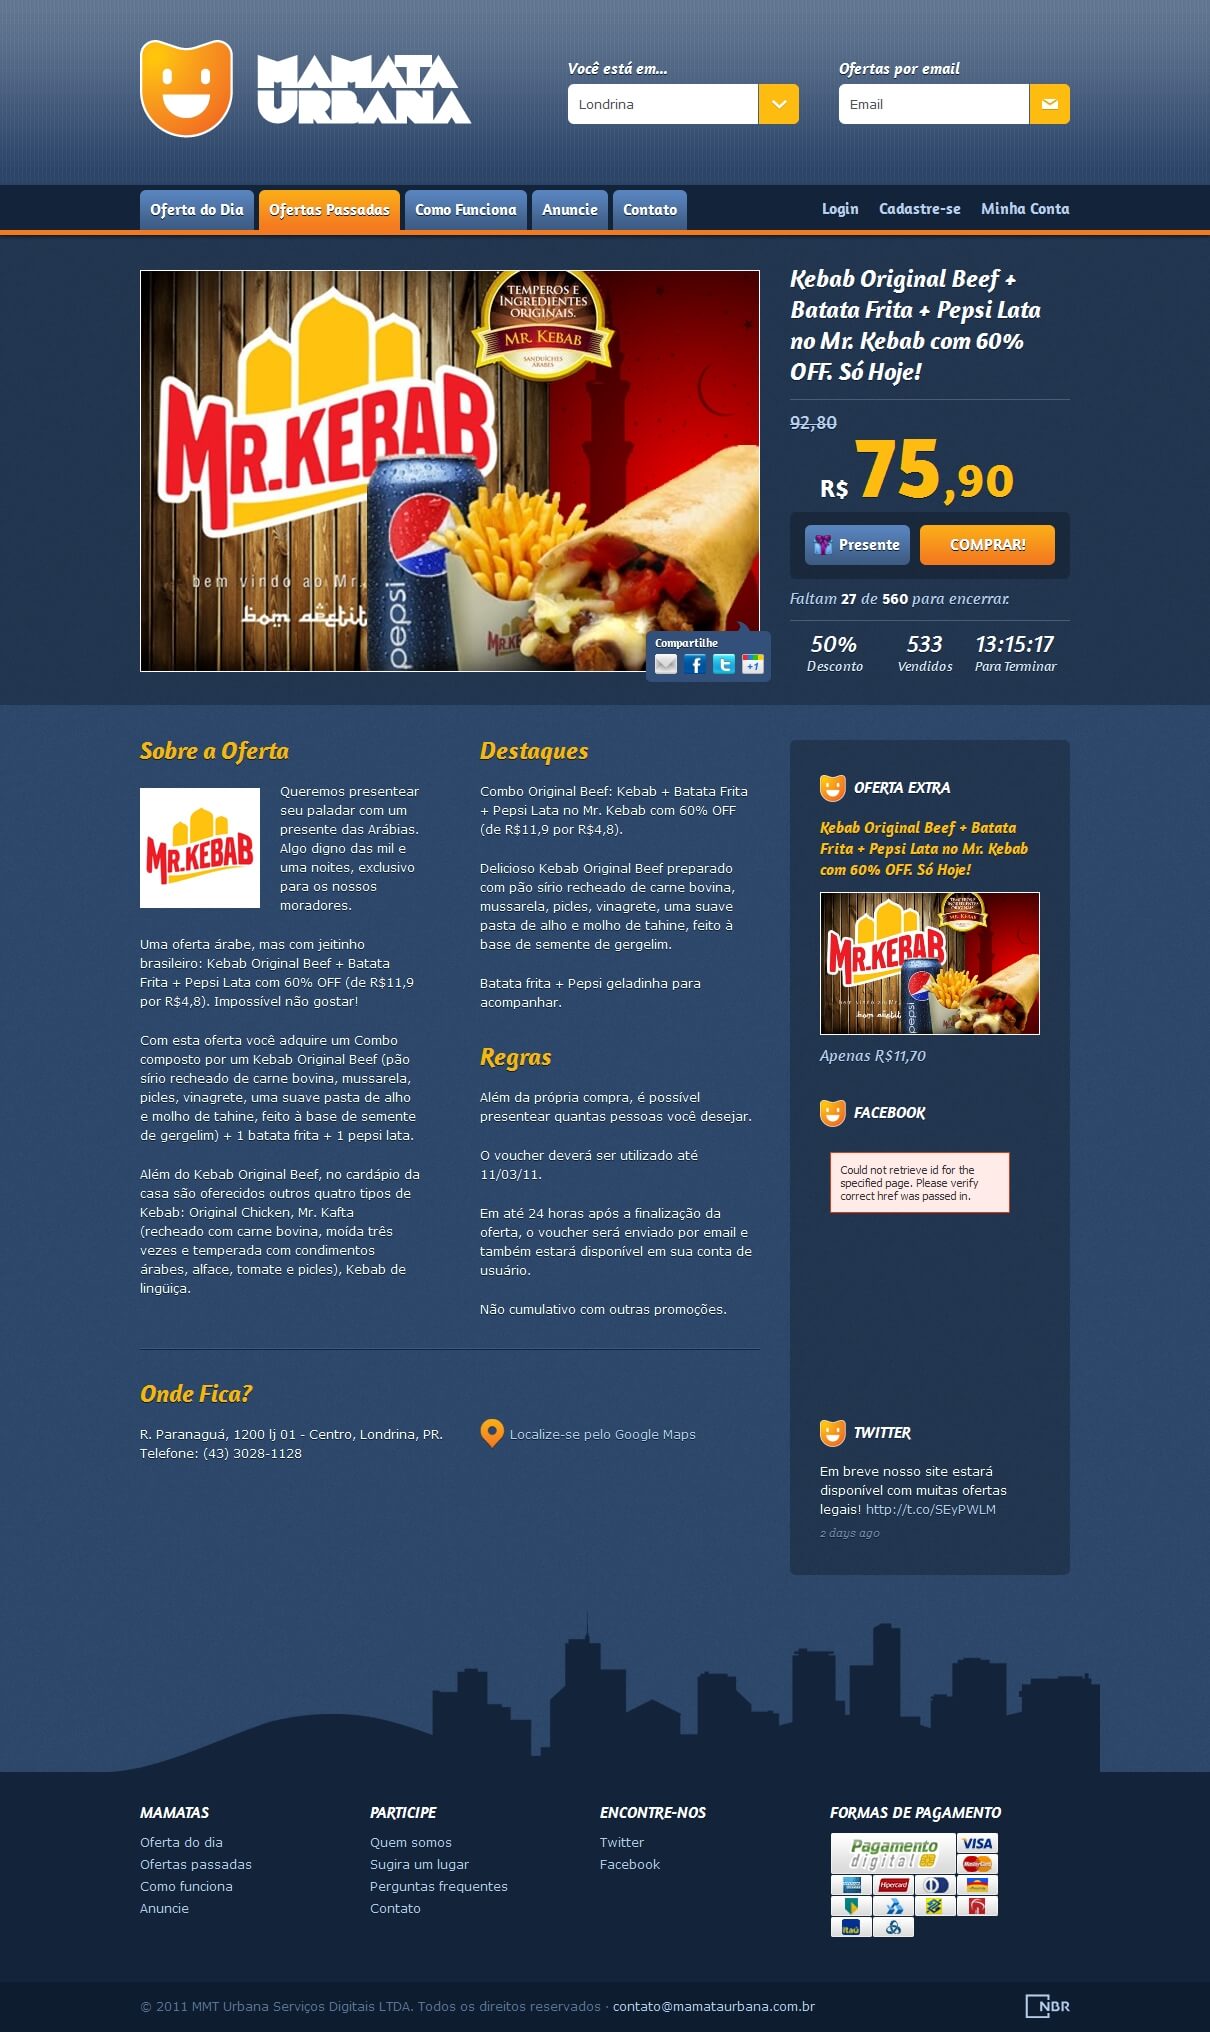 MAMATA
URBANA
Você está em...
Londrina
Ofertas por email
Email
Oferta do Dia
Ofertas Passadas
Como Funciona
Anuncie
Contato
Login
Cadastre-se
Minha Conta
TEMPEROS E
INGREDIENTES
ORIGINAIS.
MR. KEBAB
SANDUÍCHES
ÁRABES
MR.KEBAB
bem vindo ao Mr.
bom apetit
pepsi
Compartilhe
+1
Kebab Original Beef +
Batata Frita + Pepsi Lata
no Mr. Kebab com 60%
OFF. Só Hoje!
92,80
R$ 75,90
Presente
COMPRAR!
Faltam 27 de 560 para encerrar.
50%
Desconto
533
Vendidos
13:15:17
Para Terminar
Sobre a Oferta
MR.KEBAB
Queremos presentear
seu paladar com um
presente das Arábias.
Algo digno das mil e
uma noites, exclusivo
para os nossos
moradores.
Uma oferta árabe, mas com jeitinho
brasileiro: Kebab Original Beef + Batata
Frita + Pepsi Lata com 60% OFF (de R$11,9
por R$4,8). Impossível não gostar!
Com esta oferta você adquire um Combo
composto por um Kebab Original Beef (pão
sírio recheado de carne bovina, mussarela,
picles, vinagrete, uma suave pasta de alho
e molho de tahine, feito à base de semente
de gergelim) + 1 batata frita + 1 pepsi lata.
Além do Kebab Original Beef, no cardápio da
casa são oferecidos outros quatro tipos de
Kebab: Original Chicken, Mr. Kafta
(recheado com carne bovina, moída três
vezes e temperada com condimentos
árabes, alface, tomate e picles), Kebab de
lingüiça.
Destaques
Combo Original Beef: Kebab + Batata Frita
+ Pepsi Lata no Mr. Kebab com 60% OFF
(de R$11,9 por R$4,8).
Delicioso Kebab Original Beef preparado
com pão sírio recheado de carne bovina,
mussarela, picles, vinagrete, uma suave
pasta de alho e molho de tahine, feito à
base de semente de gergelim.
Batata frita + Pepsi geladinha para
acompanhar.
Regras
Além da própria compra, é possível
presentear quantas pessoas você desejar.
O voucher deverá ser utilizado até
11/03/11.
Em até 24 horas após a finalização da
oferta, o voucher será enviado por email e
também estará disponível em sua conta de
usuário.
Não cumulativo com outras promoções.
Onde Fica?
R. Paranaguá, 1200 lj 01 - Centro, Londrina, PR.
Telefone: (43) 3028-1128
Localize-se pelo Google Maps
OFERTA EXTRA
Kebab Original Beef + Batata
Frita + Pepsi Lata no Mr. Kebab
com 60% OFF. Só Hoje!
MR.KEBAB
MR. KEBAB
pepsi
Apenas R$11,70
FACEBOOK
Could not retrieve id for the
specified page. Please verify
correct href was passed in.
TWITTER
Em breve nosso site estará
disponível com muitas ofertas
legais! http://t.co/SEyPWLM
2 days ago
MAMATAS
Oferta do dia
Ofertas passadas
Como funciona
Anuncie
PARTICIPE
Quem somos
Sugira um lugar
Perguntas frequentes
Contato
ENCONTRE-NOS
Twitter
Facebook
FORMAS DE PAGAMENTO
Pagamento
digital
VISA
MasterCard
Hipercard
Itaú
© 2011 MMT Urbana Serviços Digitais LTDA. Todos os direitos reservados · contato@mamataurbana.com.br
NBR